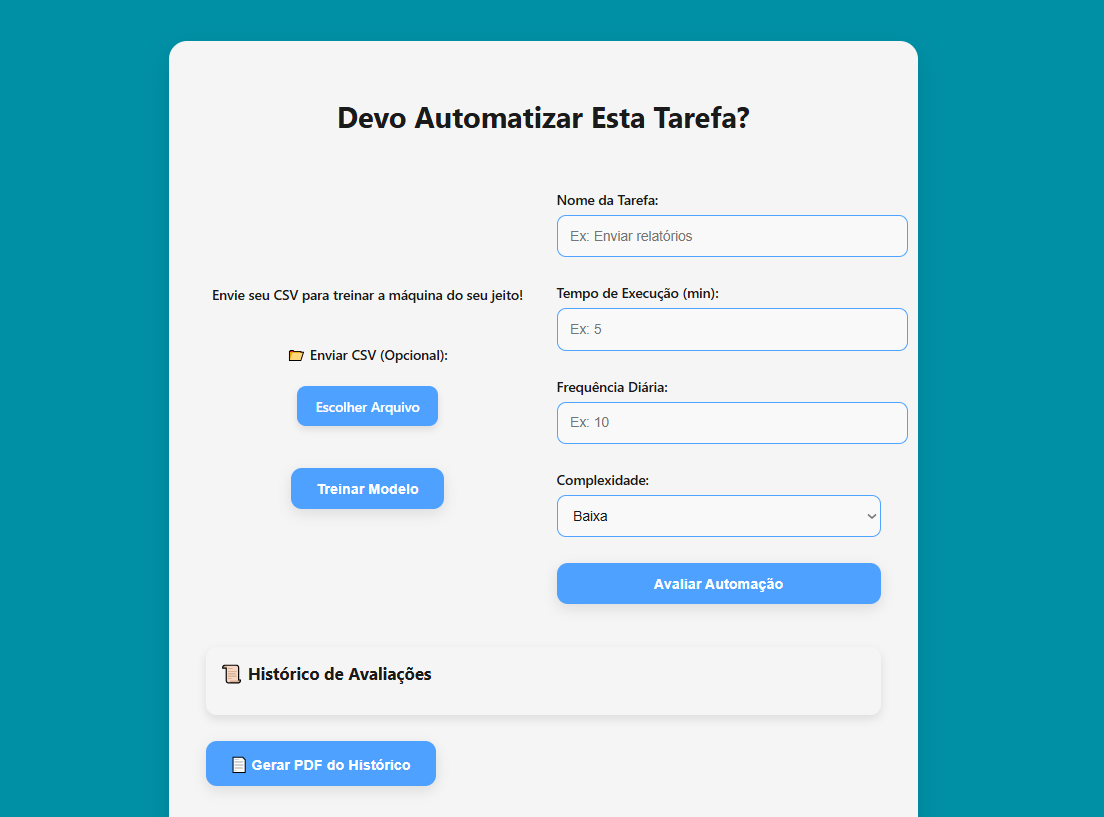 Devo Automatizar Esta Tarefa?
Envie seu CSV para treinar a máquina do seu jeito!
📂 Enviar CSV (Opcional):
Escolher Arquivo
Treinar Modelo
Nome da Tarefa:
Ex: Enviar relatórios
Tempo de Execução (min):
Ex: 5
Frequência Diária:
Ex: 10
Complexidade:
Baixa
Avaliar Automação
📜 Histórico de Avaliações
📄 Gerar PDF do Histórico